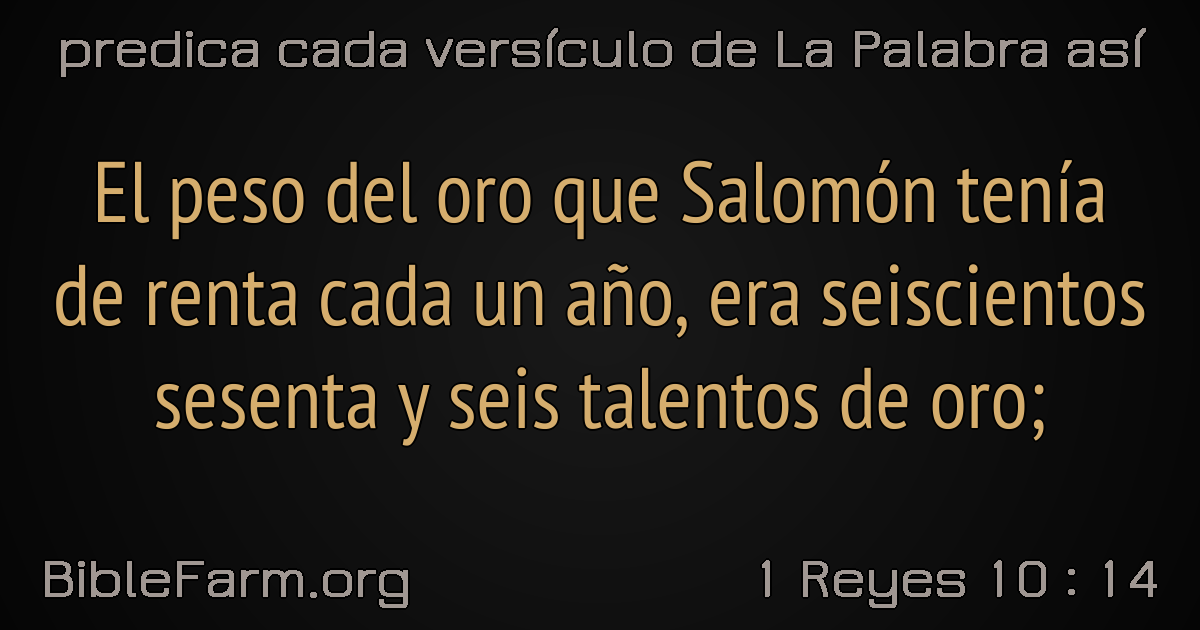 predica cada versículo de La Palabra así
El peso del oro que Salomón tenía
de renta cada un año, era seiscientos
sesenta y seis talentos de oro;
BibleFarm.org 1 Reyes 10 : 14